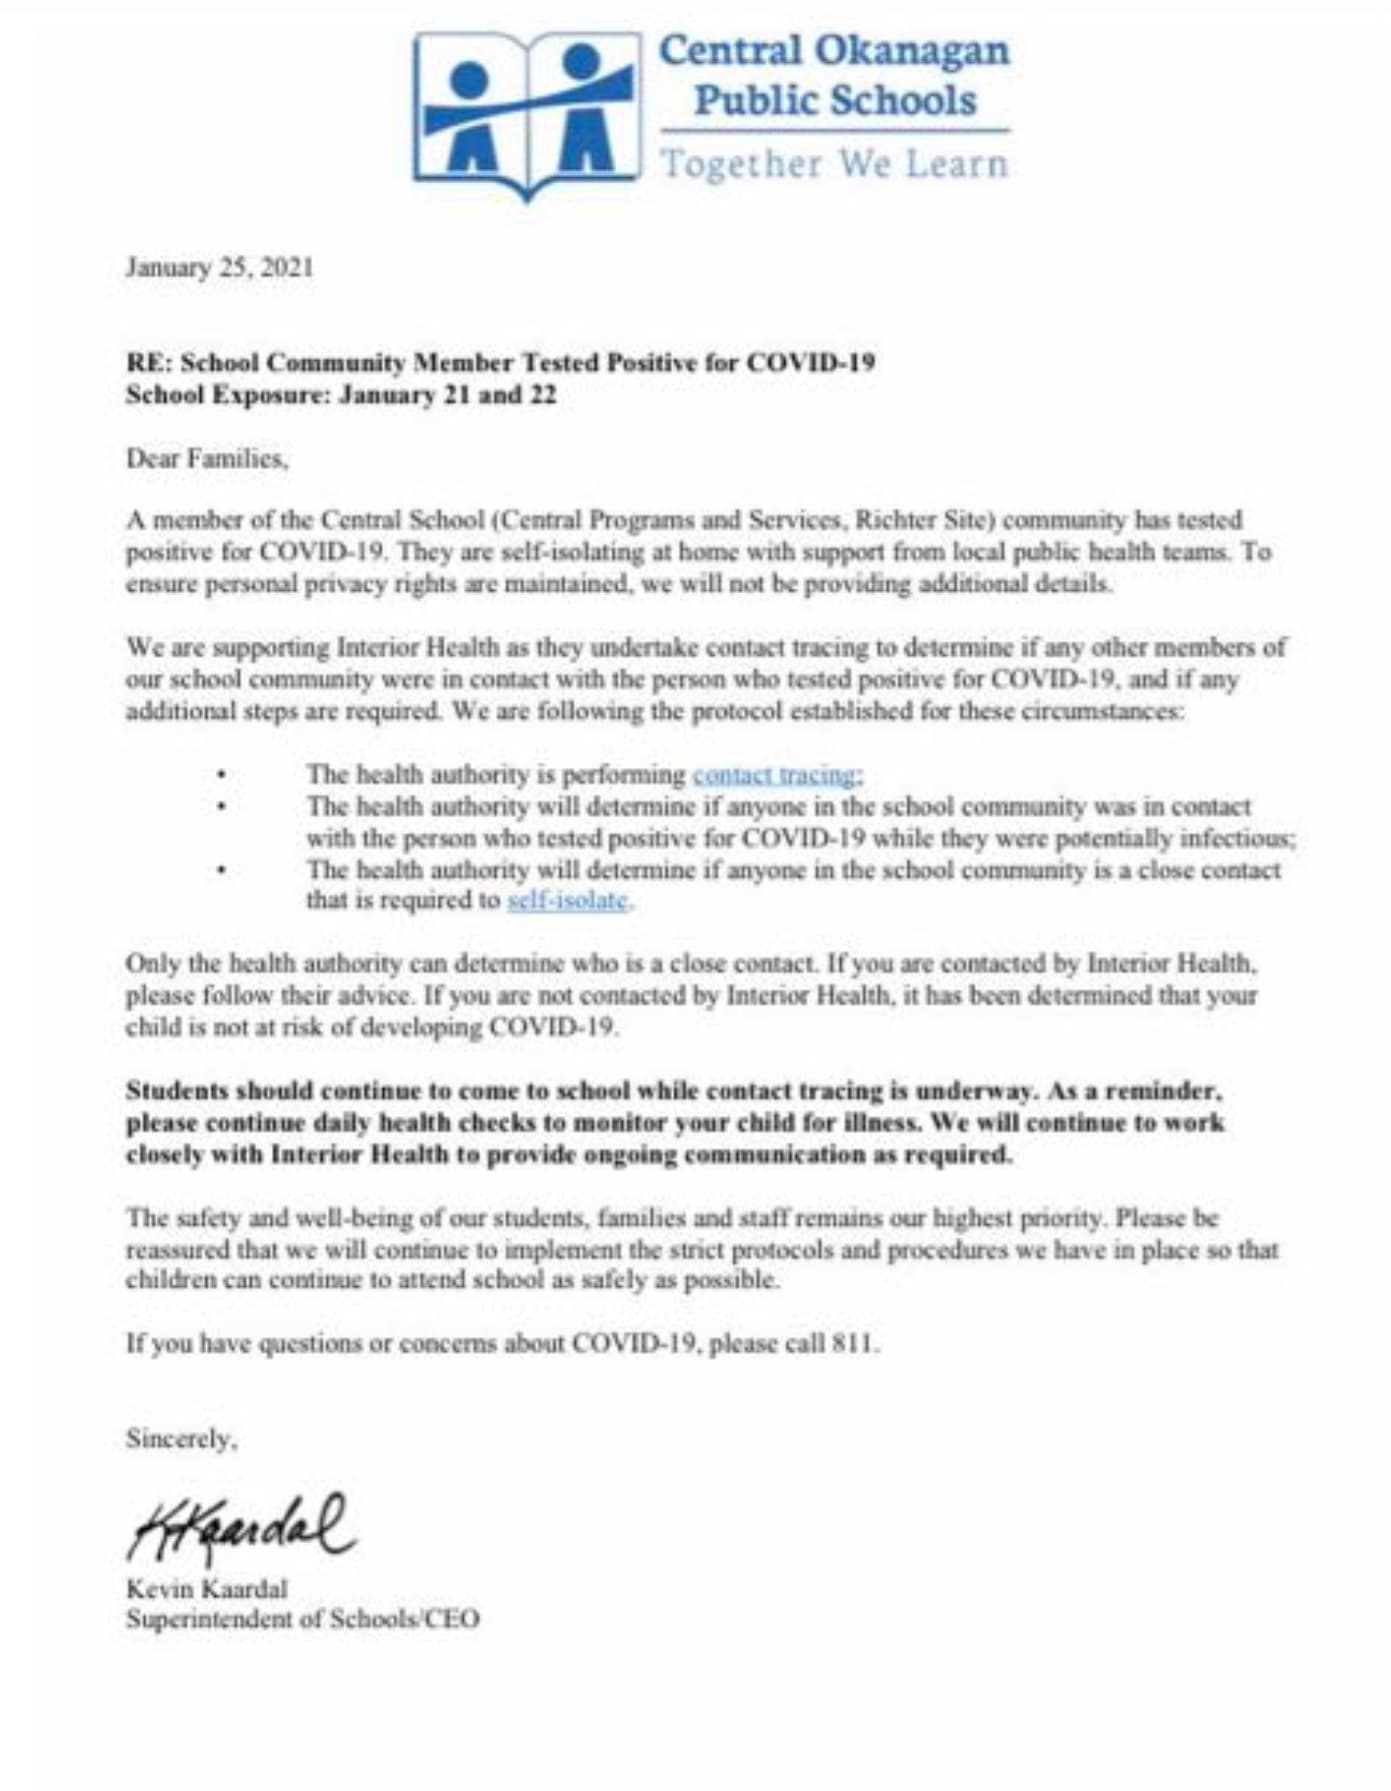 Central Okanagan
Public Schools
Together We Learn
January 25, 2021
RE: School Community Member Tested Positive for COVID-19
School Exposure: January 21 and 22
Dear Families,
A member of the Central School (Central Programs and Services, Richter Site) community has tested
positive for COVID-19. They are self-isolating at home with support from local public health teams. To
ensure personal privacy rights are maintained, we will not be providing additional details.
We are supporting Interior Health as they undertake contact tracing to determine if any other members of
our school community were in contact with the person who tested positive for COVID-19, and if any
additional steps are required. We are following the protocol established for these circumstances:
• The health authority is performing contact tracing;
• The health authority will determine if anyone in the school community was in contact
with the person who tested positive for COVID-19 while they were potentially infectious;
• The health authority will determine if anyone in the school community is a close contact
that is required to self-isolate.
Only the health authority can determine who is a close contact. If you are contacted by Interior Health,
please follow their advice. If you are not contacted by Interior Health, it has been determined that your
child is not at risk of developing COVID-19.
Students should continue to come to school while contact tracing is underway. As a reminder,
please continue daily health checks to monitor your child for illness. We will continue to work
closely with Interior Health to provide ongoing communication as required.
The safety and well-being of our students, families and staff remains our highest priority. Please be
reassured that we will continue to implement the strict protocols and procedures we have in place so that
children can continue to attend school as safely as possible.
If you have questions or concerns about COVID-19, please call 811.
Sincerely,
KKaardal
Kevin Kaardal
Superintendent of Schools/CEO